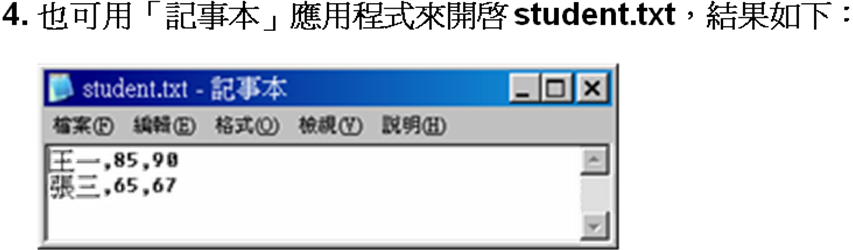 4. 也可用「記事本」應用程式來開啓 student.txt，結果如下：
student.txt - 記事本
檔案(F) 編輯(E) 格式(O) 檢視(V) 說明(H)
王一,85,90
張三,65,67